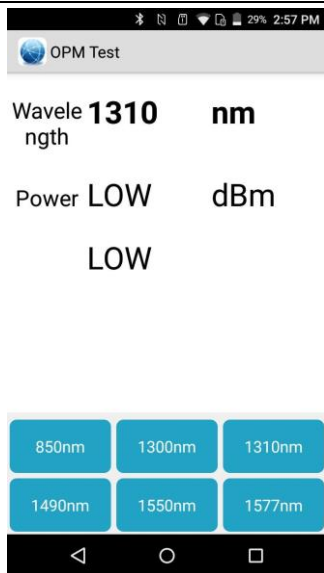 29% 2:57 PM
OPM Test
Wavele 1310 nm
ngth
Power LOW dBm
LOW
850nm 1300nm 1310nm
1490nm 1550nm 1577nm